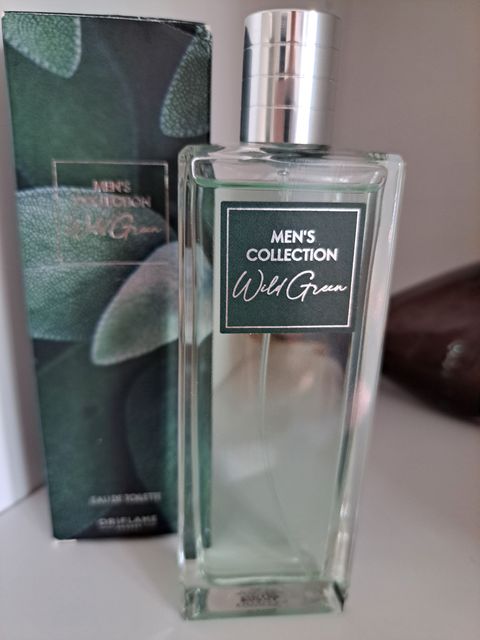 MEN'S
COLLECTION
Wild Green
MEN'S
COLLECTION
Wild Green
EAU DE TOILETTE
ORIFLAME